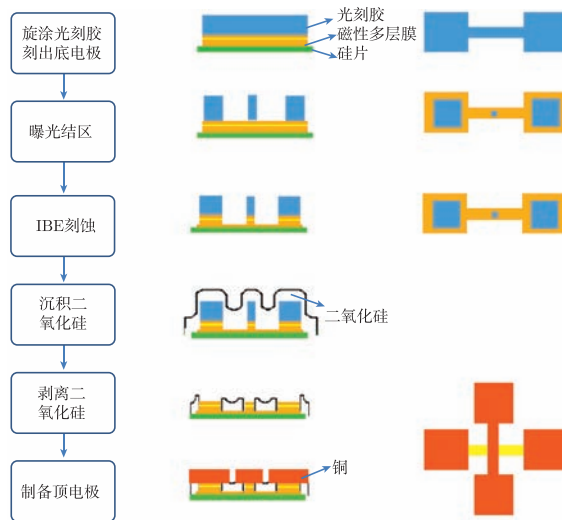 旋涂光刻胶
刻出底电极
光刻胶
磁性多层膜
硅片
曝光结区
IBE刻蚀
沉积二
氧化硅
二氧化硅
剥离二
氧化硅
制备顶电极
铜